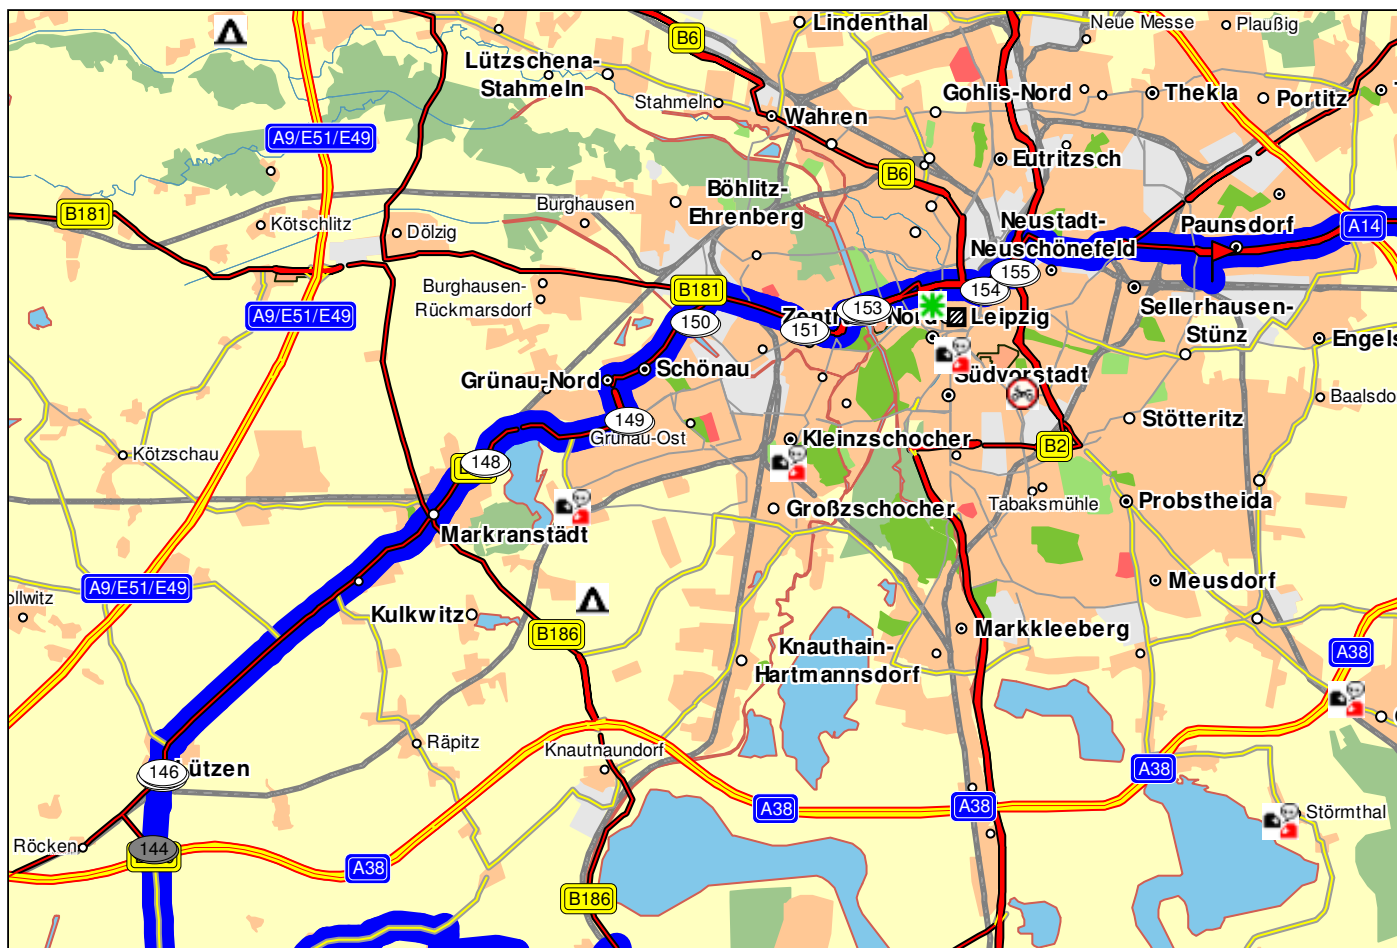 Lindenthal
Neue Messe
Plaußig
B6
Lützschena-
Stahmeln
Stahmeln
Gohlis-Nord
Thekla
Portitz
Wahren
A9/E51/E49
Eutritzsch
B6
Böhlitz-
Ehrenberg
Burghausen
B181
Kötschlitz
Dölzig
Neustadt-
Neuschönefeld
Paunsdorf
A14
155
Burghausen-
Rückmarsdorf
B181
154
153
A9/E51/E49
150
151
Leipzig
Sellerhausen-
Stünz
Schönau
Grünau-Nord
Südvorstadt
149
Grünau-Ost
Stötteritz
Kleinzschocher
B2
Kötzschau
148
Tabaksmühle
Probstheida
Großzschocher
Markranstädt
A9/E51/E49
Meusdorf
Kulkwitz
B186
Markkleeberg
Knauthain-
Hartmannsdorf
A38
Räpitz
Knautnaundorf
146
A38
A38
A38
Störmthal
Röcken
144
A38
B186